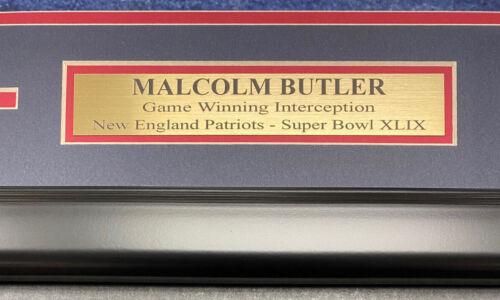 MALCOLM BUTLER
Game Winning Interception
New England Patriots - Super Bowl XLIX